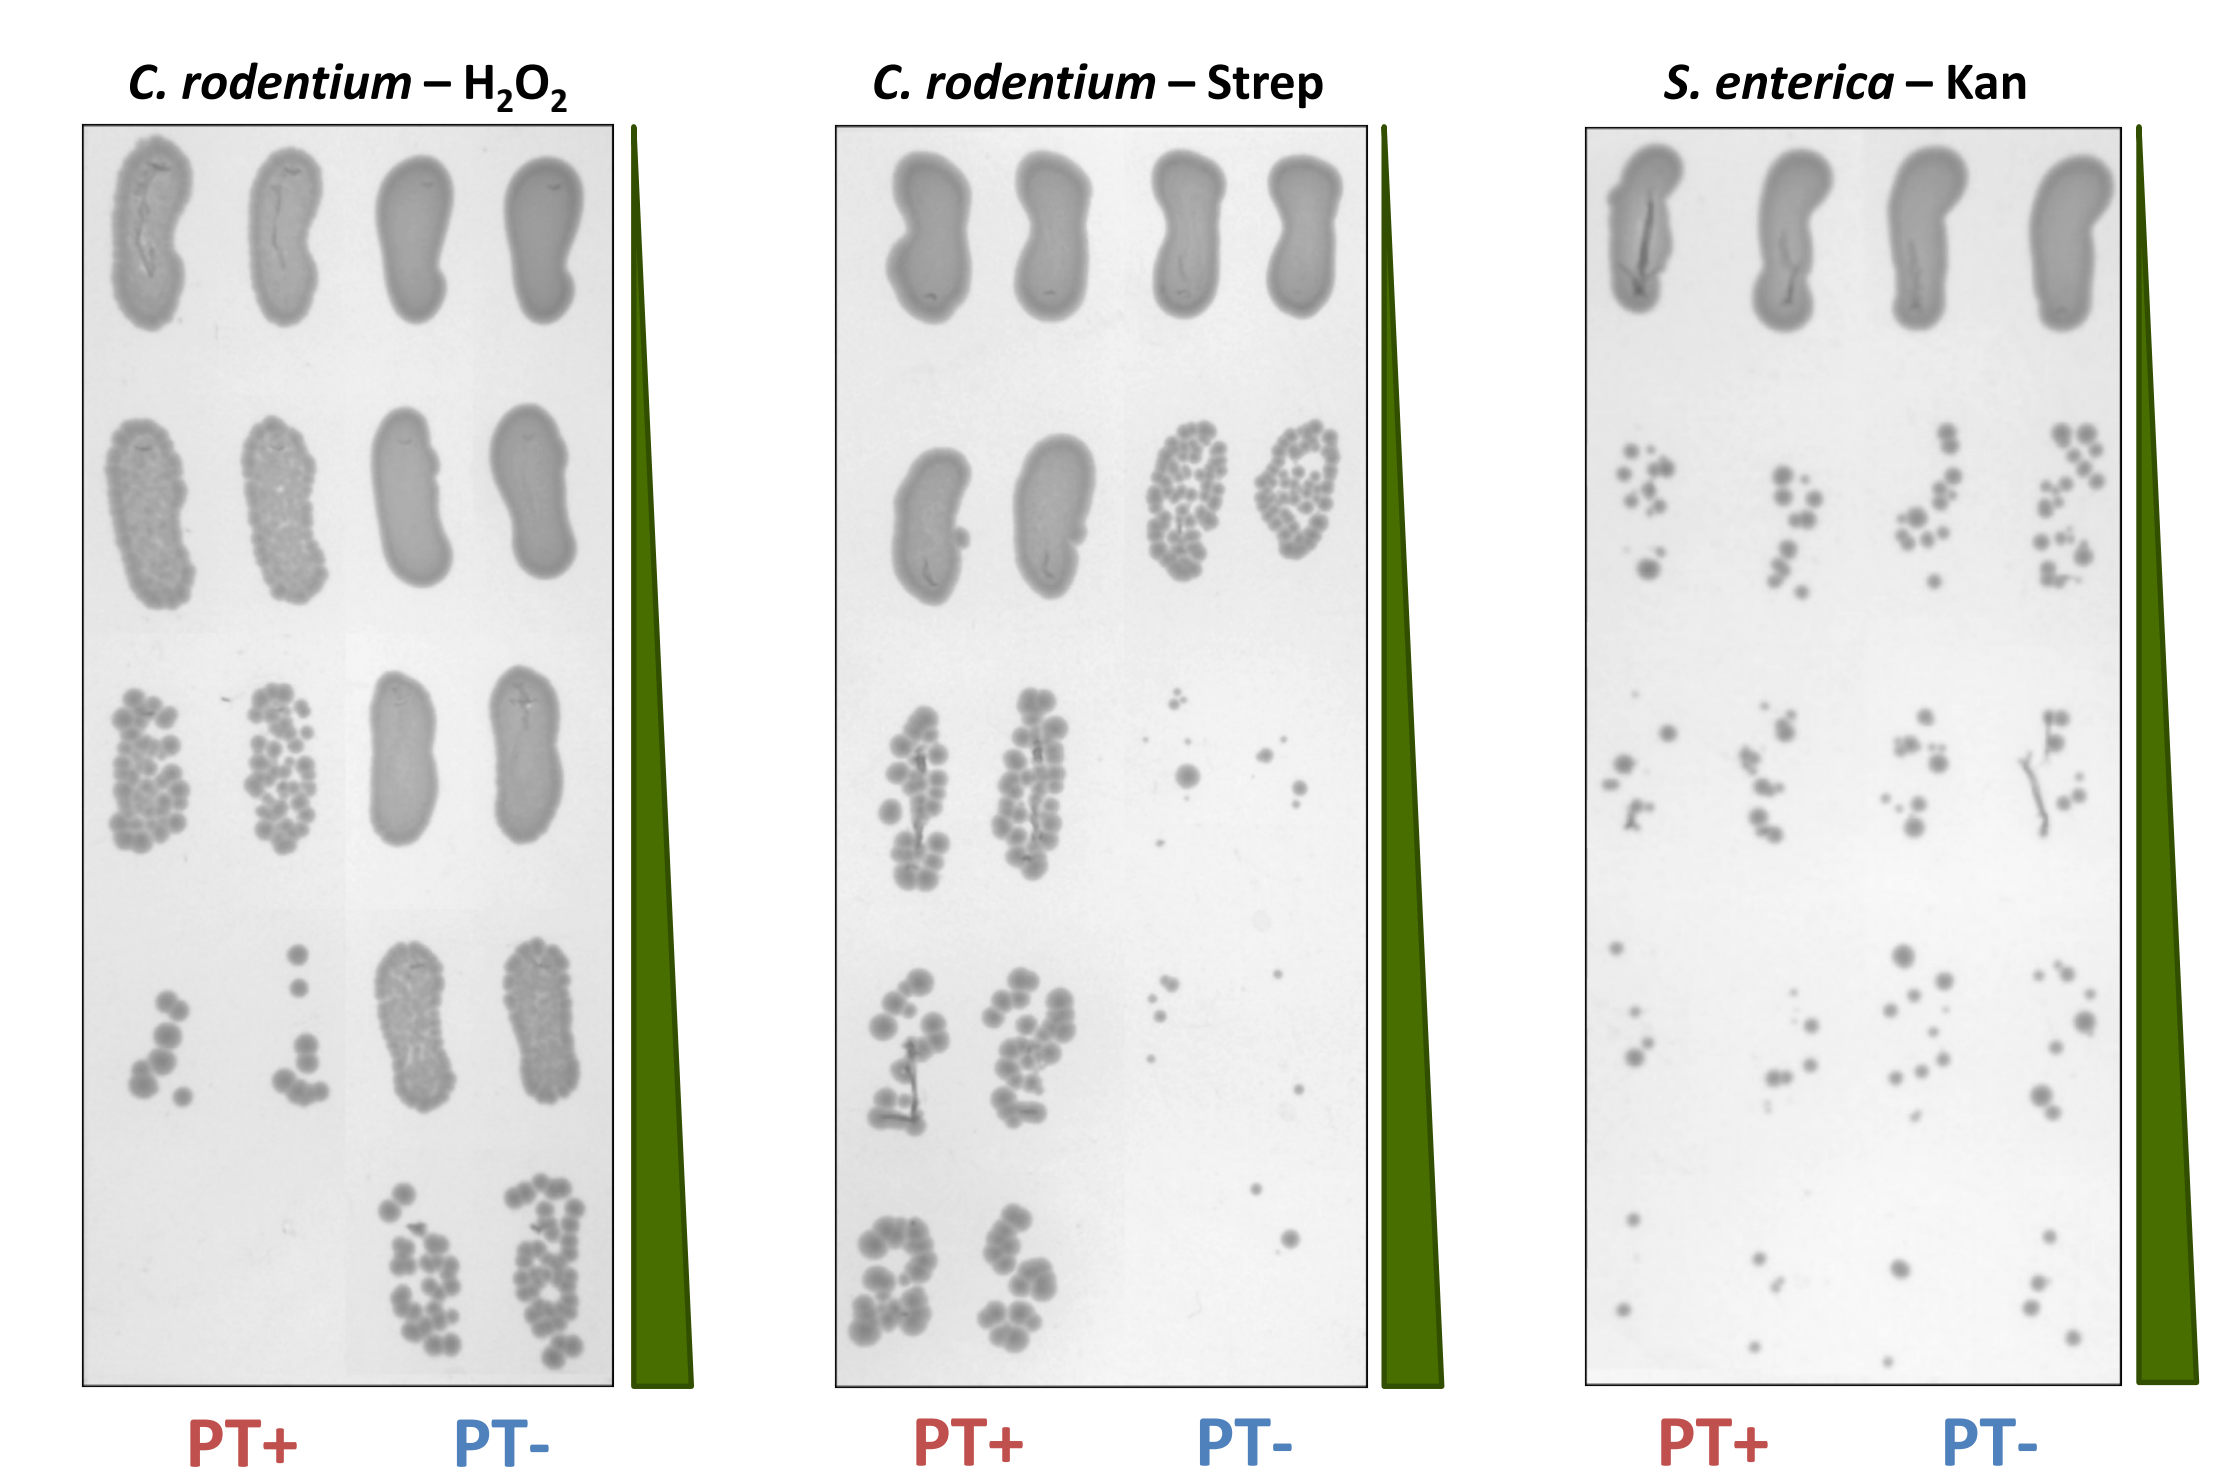 C. rodentium – H₂O₂
C. rodentium – Strep
S. enterica – Kan
PT+ PT-
PT+ PT-
PT+ PT-